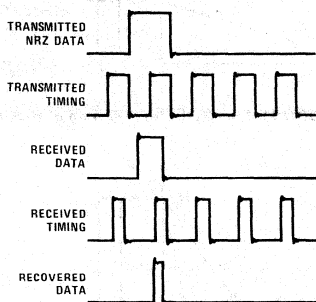 TRANSMITTED
NRZ DATA
TRANSMITTED
TIMING
RECEIVED
DATA
RECEIVED
TIMING
RECOVERED
DATA